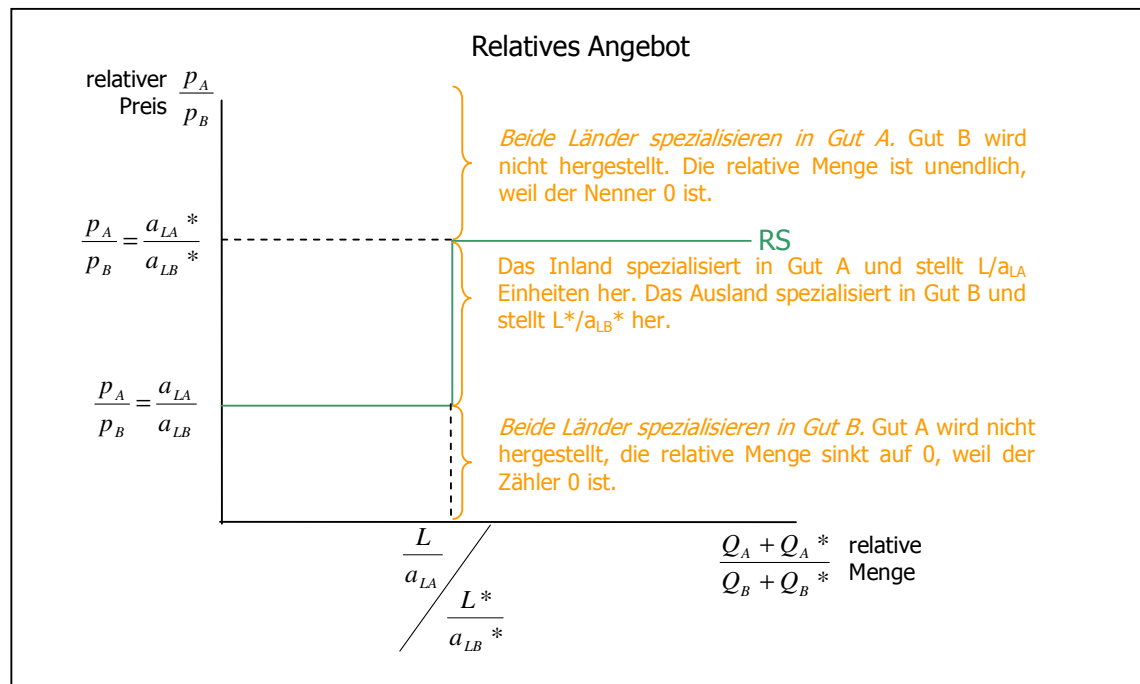 Relatives Angebot
relativer p_A / p_B
Preis
Beide Länder spezialisieren in Gut A. Gut B wird
nicht hergestellt. Die relative Menge ist unendlich,
weil der Nenner 0 ist.
p_A / p_B = a_LA * / a_LB *
RS
Das Inland spezialisiert in Gut A und stellt L/a_LA
Einheiten her. Das Ausland spezialisiert in Gut B und
stellt L*/a_LB* her.
p_A / p_B = a_LA / a_LB
Beide Länder spezialisieren in Gut B. Gut A wird nicht
hergestellt, die relative Menge sinkt auf 0, weil der
Zähler 0 ist.
L / a_LA / L * / a_LB *
Q_A + Q_A * / Q_B + Q_B * relative
Menge